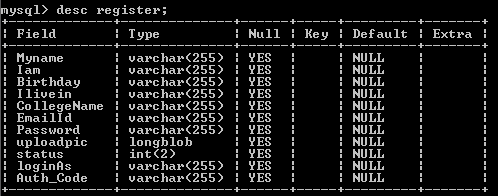 mysql> desc register;
| Field | Type | Null | Key | Default | Extra |
| Myname | varchar(255) | YES | | NULL | |
| Iam | varchar(255) | YES | | NULL | |
| Birthday | varchar(255) | YES | | NULL | |
| Ilivein | varchar(255) | YES | | NULL | |
| CollegeName | varchar(255) | YES | | NULL | |
| EmailId | varchar(255) | YES | | NULL | |
| Password | varchar(255) | YES | | NULL | |
| uploadpic | longblob | YES | | NULL | |
| status | int(2) | YES | | NULL | |
| loginAs | varchar(255) | YES | | NULL | |
| Auth_Code | varchar(255) | YES | | NULL | |